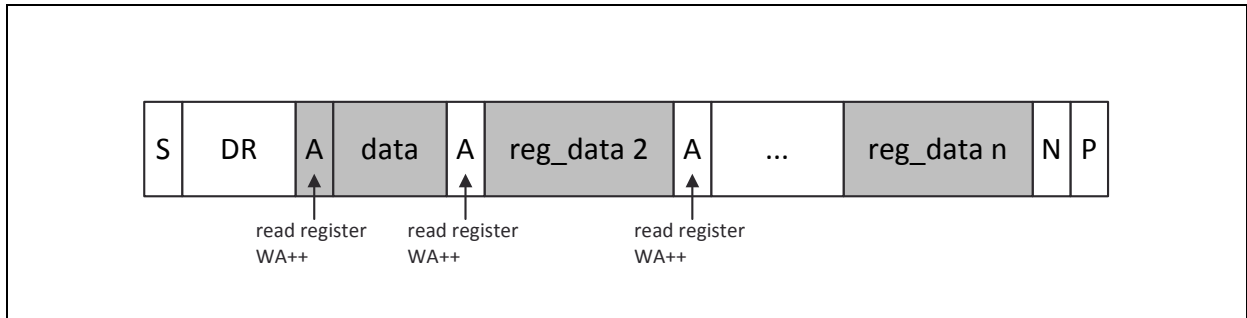 S DR A data A reg_data 2 A ... reg_data n N P
read register read register read register
WA++ WA++ WA++